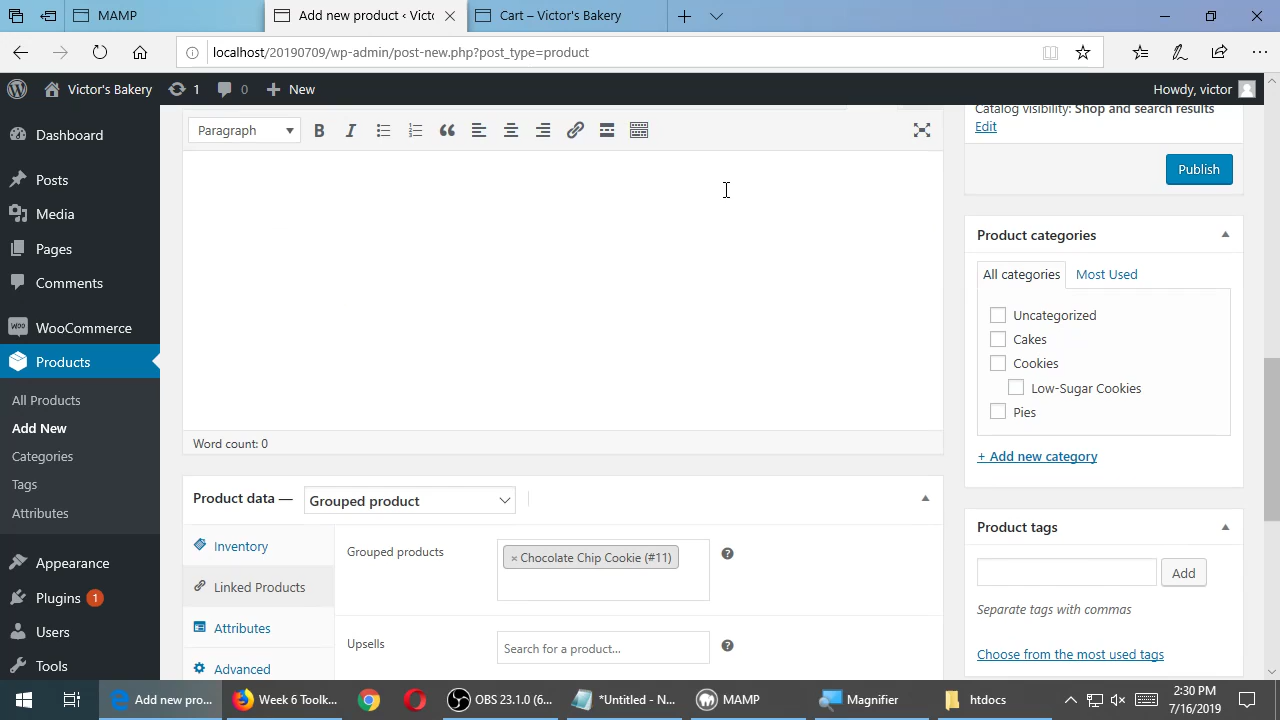 MAMP
Add new product ‹ Victo
Cart – Victor's Bakery
localhost/20190709/wp-admin/post-new.php?post_type=product
Victor's Bakery
1
0
New
Howdy, victor
Dashboard
Posts
Media
Pages
Comments
WooCommerce
Products
All Products
Add New
Categories
Tags
Attributes
Appearance
Plugins 1
Users
Tools
Paragraph
Word count: 0
Product data —
Grouped product
Inventory
Linked Products
Attributes
Advanced
Grouped products
× Chocolate Chip Cookie (#11)
Upsells
Search for a product...
Catalog visibility: Shop and search results
Edit
Publish
Product categories
All categories
Most Used
Uncategorized
Cakes
Cookies
Low-Sugar Cookies
Pies
+ Add new category
Product tags
Add
Separate tags with commas
Choose from the most used tags
Add new pro...
Week 6 Toolk...
OBS 23.1.0 (6...
*Untitled - N...
MAMP
Magnifier
htdocs
2:30 PM
7/16/2019